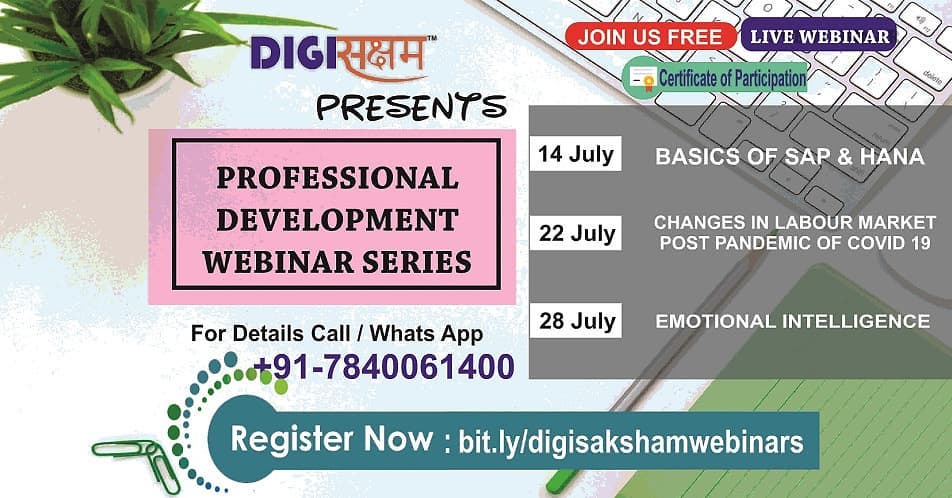 DIGIसक्षम™
PRESENTS
PROFESSIONAL
DEVELOPMENT
WEBINAR SERIES
For Details Call / Whats App
+91-7840061400
JOIN US FREE
LIVE WEBINAR
Certificate of Participation
14 July
BASICS OF SAP & HANA
22 July
CHANGES IN LABOUR MARKET
POST PANDEMIC OF COVID 19
28 July
EMOTIONAL INTELLIGENCE
Register Now : bit.ly/digisakshamwebinars